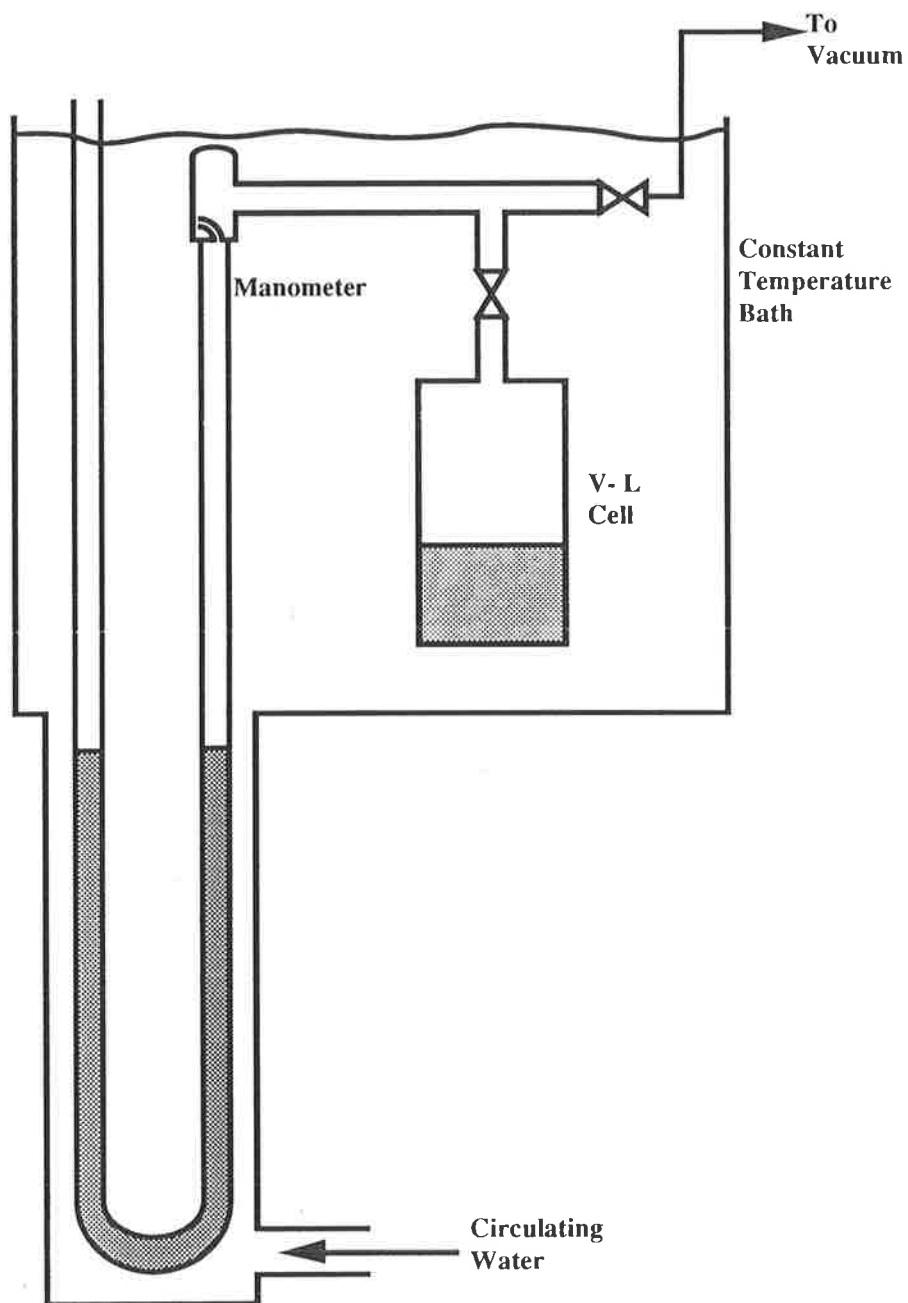 To
Vacuum
Constant
Temperature
Bath
Manometer
V- L
Cell
Circulating
Water